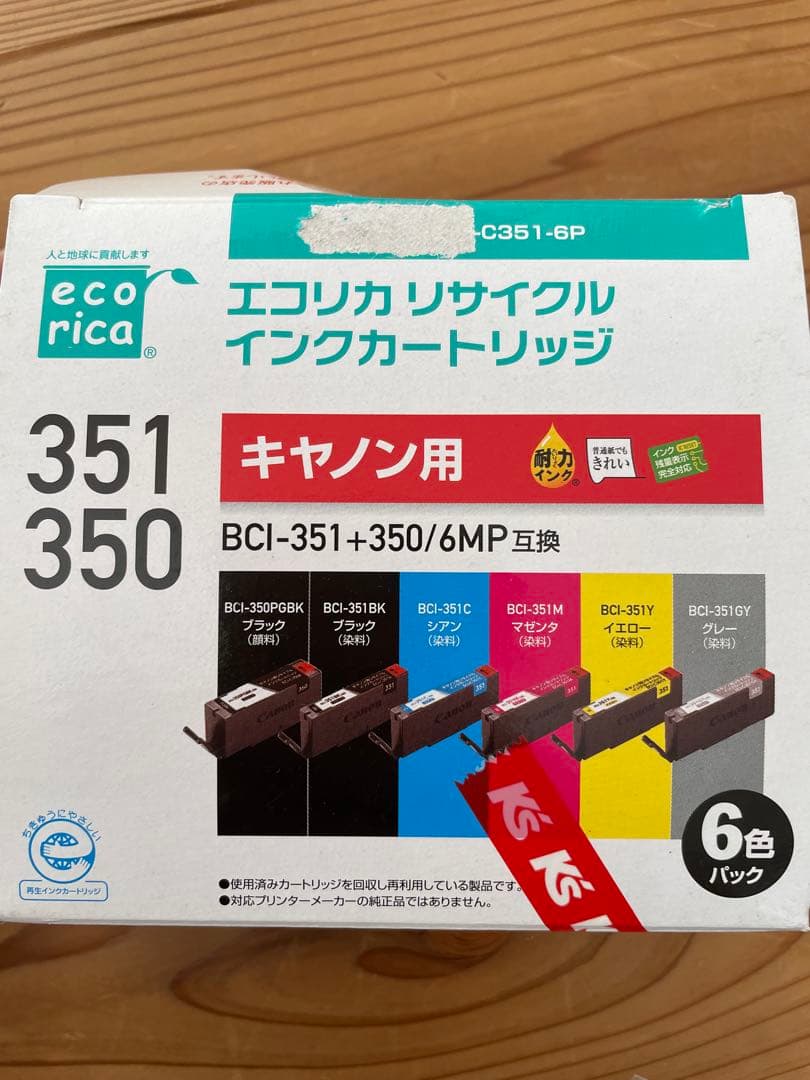 -C351-6P
人と地球に貢献します
eco
rica®
エコリカ リサイクル
インクカートリッジ
351
350
キヤノン用
耐力
インク®
普通紙でも
きれい
インク
残量表示
完全対応
BCI-351+350/6MP互換
BCI-350PGBK
ブラック
(顔料)
BCI-351BK
ブラック
(染料)
BCI-351C
シアン
(染料)
BCI-351M
マゼンタ
(染料)
BCI-351Y
イエロー
(染料)
BCI-351GY
グレー
(染料)
Canon
K's K's K
6色
パック
ちきゅうにやさしい
再生インクカートリッジ
●使用済みカートリッジを回収し再利用している製品です。
●対応プリンターメーカーの純正品ではありません。